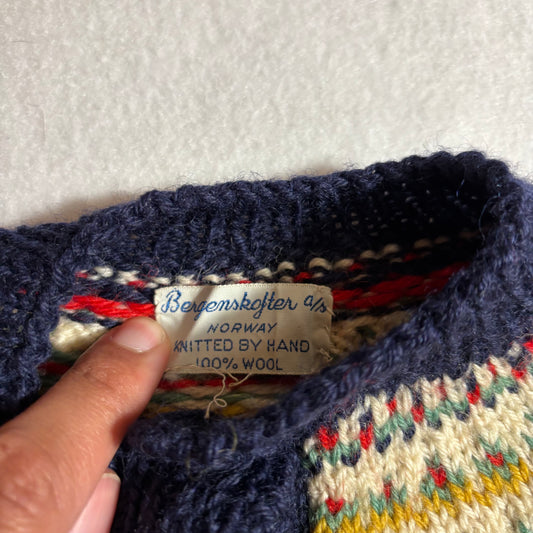 Bergenskofter a/s
NORWAY
KNITTED BY HAND
100% WOOL